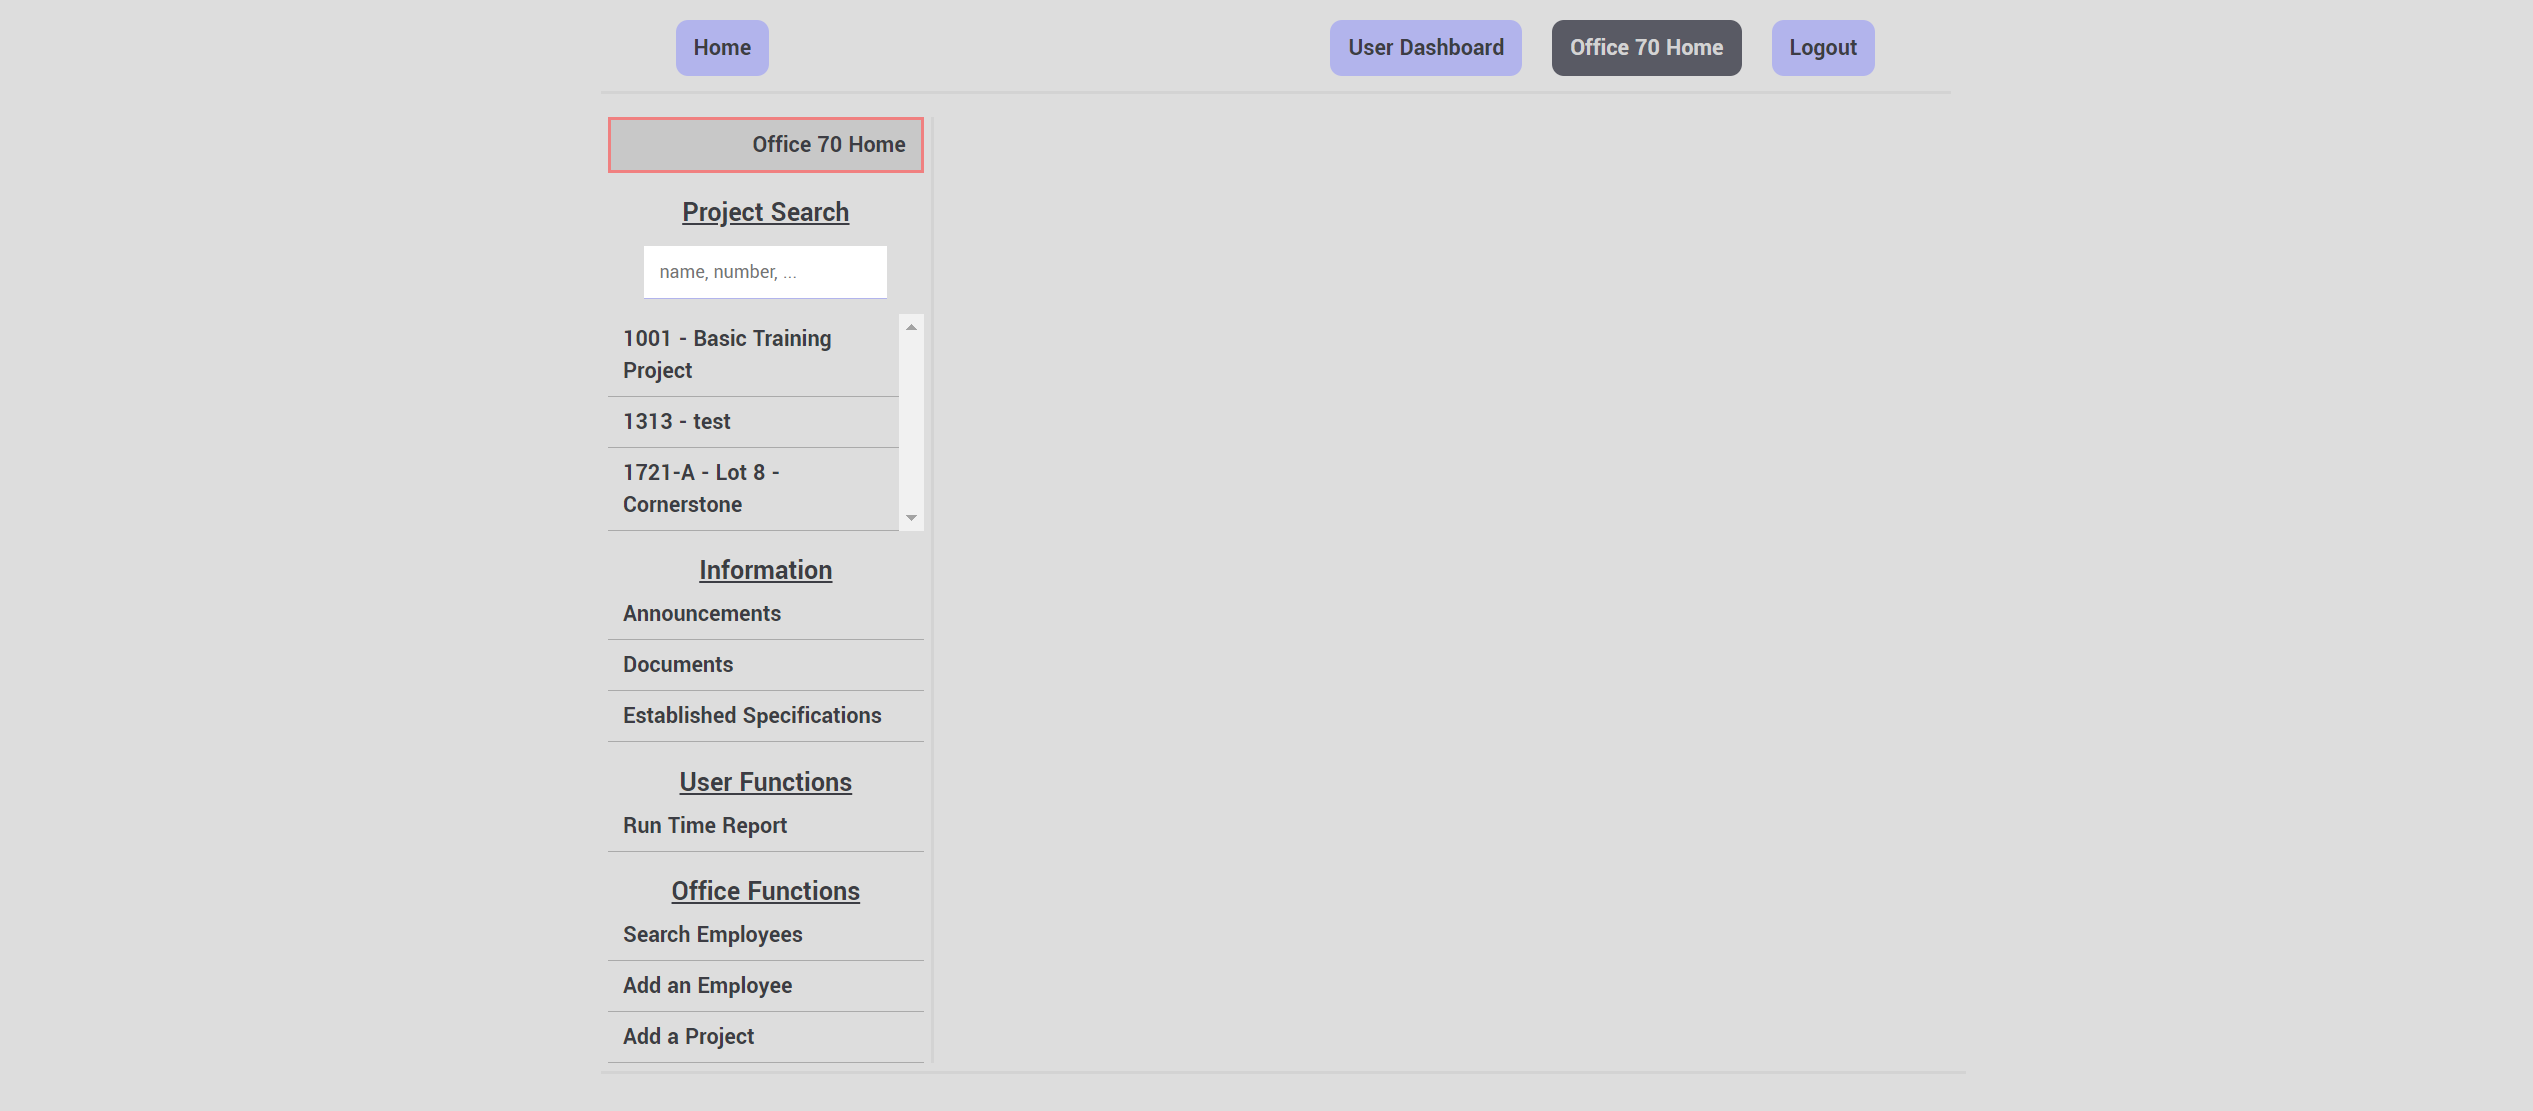 Home
User Dashboard
Office 70 Home
Logout
Office 70 Home
Project Search
name, number, ...
1001 - Basic Training
Project
1313 - test
1721-A - Lot 8 -
Cornerstone
Information
Announcements
Documents
Established Specifications
User Functions
Run Time Report
Office Functions
Search Employees
Add an Employee
Add a Project